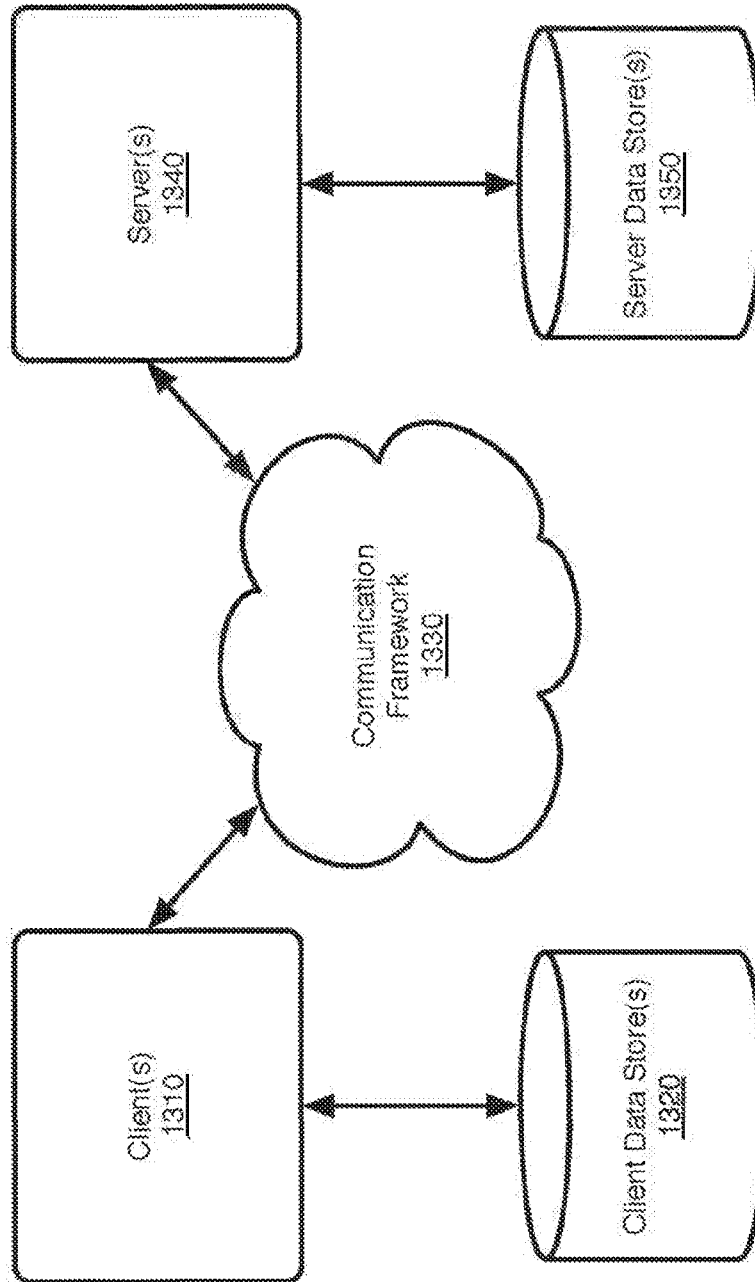 Client(s)
1310
Server(s)
1340
Communication
Framework
1330
Client Data Store(s)
1320
Server Data Store(s)
1350